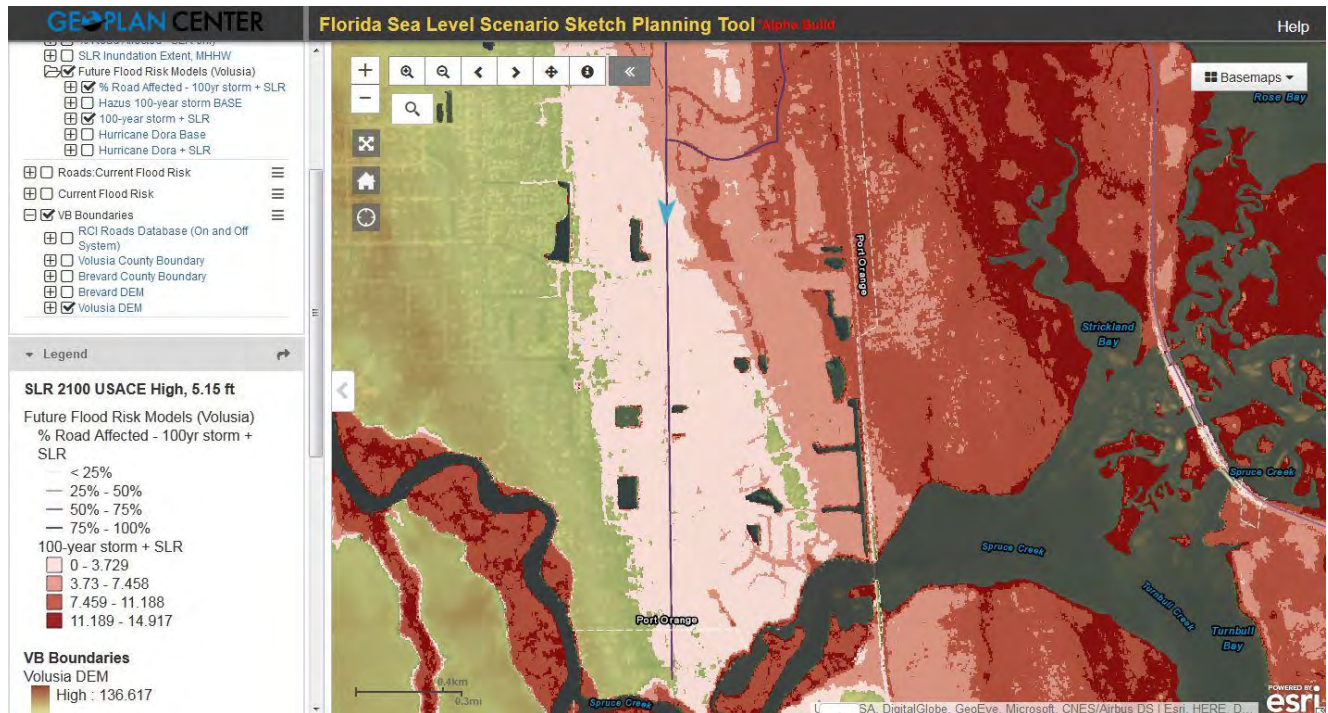 GEOPLAN CENTER
Florida Sea Level Scenario Sketch Planning Tool *Alpha Build
Help
SLR Inundation Extent, MHHW
Future Flood Risk Models (Volusia)
% Road Affected - 100yr storm + SLR
Hazus 100-year storm BASE
100-year storm + SLR
Hurricane Dora Base
Hurricane Dora + SLR
Roads:Current Flood Risk
Current Flood Risk
VB Boundaries
RCI Roads Database (On and Off
System)
Volusia County Boundary
Brevard County Boundary
Brevard DEM
Volusia DEM
Legend
SLR 2100 USACE High, 5.15 ft
Future Flood Risk Models (Volusia)
% Road Affected - 100yr storm +
SLR
< 25%
25% - 50%
50% - 75%
75% - 100%
100-year storm + SLR
0 - 3.729
3.73 - 7.458
7.459 - 11.188
11.189 - 14.917
VB Boundaries
Volusia DEM
High : 136.617
Basemaps
Rose Bay
Port Orange
Strickland
Bay
Spruce Creek
Spruce Creek
Turnbull Creek
Turnbull
Bay
Port Orange
Spruce Creek
0.4km
0.3mi
SA, DigitalGlobe, GeoEye, Microsoft, CNES/Airbus DS | Esri, HERE, D...
POWERED BY
esri